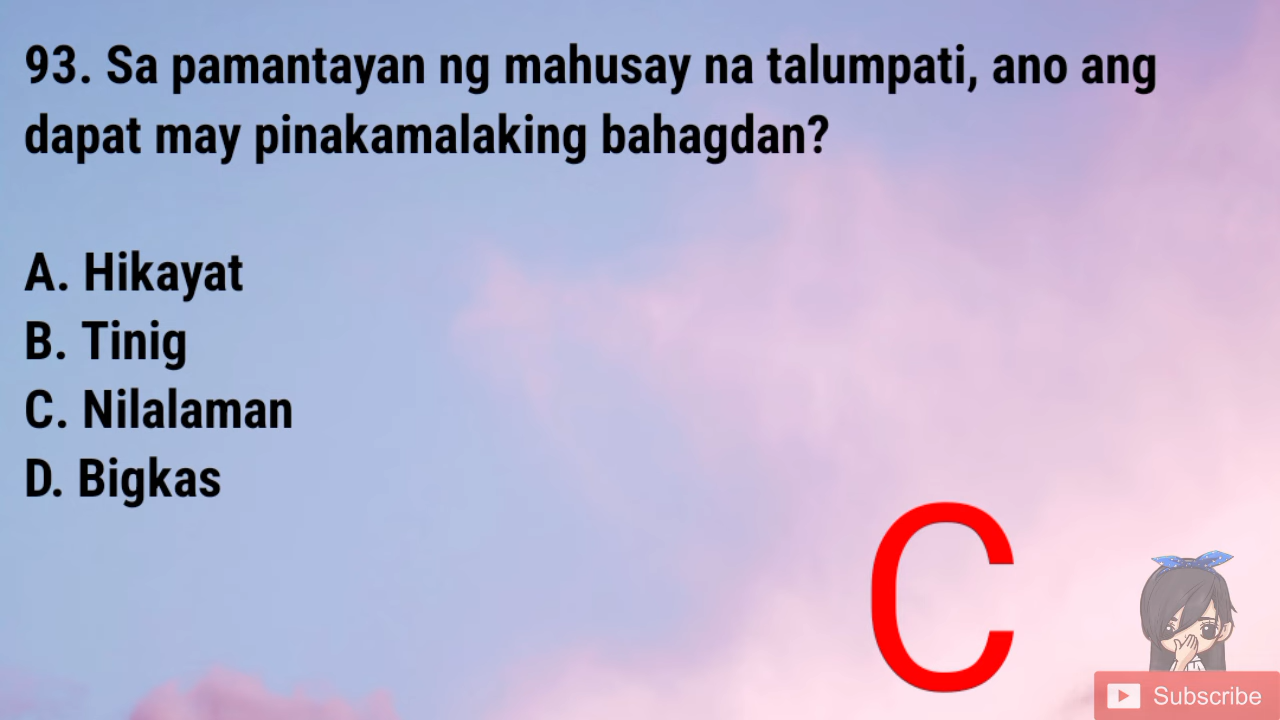 93. Sa pamantayan ng mahusay na talumpati, ano ang
dapat may pinakamalaking bahagdan?
A. Hikayat
B. Tinig
C. Nilalaman
D. Bigkas
C
Subscribe